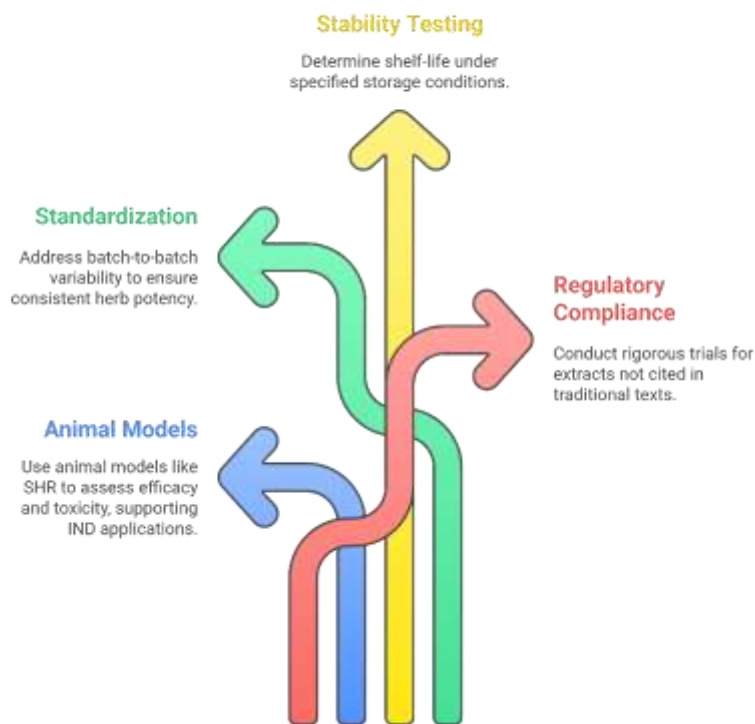 Stability Testing
Determine shelf-life under
specified storage conditions.
Standardization
Address batch-to-batch
variability to ensure
consistent herb potency.
Regulatory
Compliance
Conduct rigorous trials for
extracts not cited in
traditional texts.
Animal Models
Use animal models like
SHR to assess efficacy
and toxicity, supporting
IND applications.